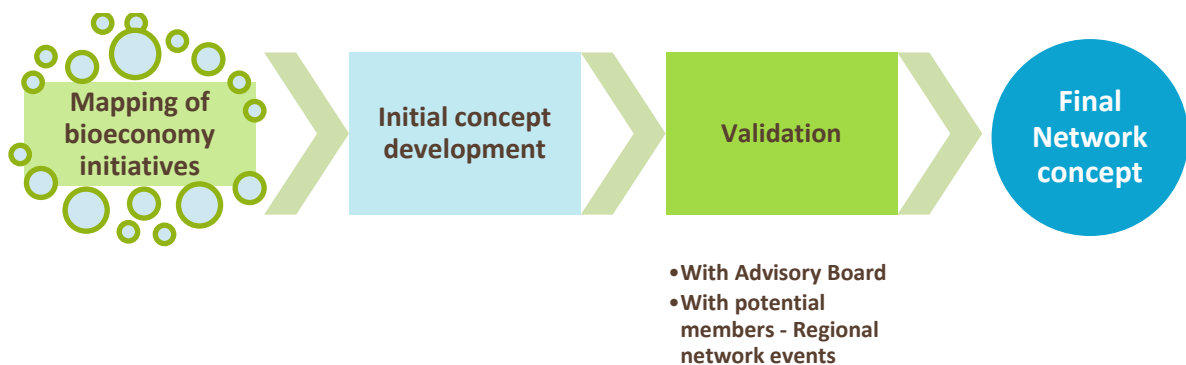 Mapping of
bioeconomy
initiatives
Initial concept
development
Validation
Final
Network
concept
•With Advisory Board
•With potential
members - Regional
network events